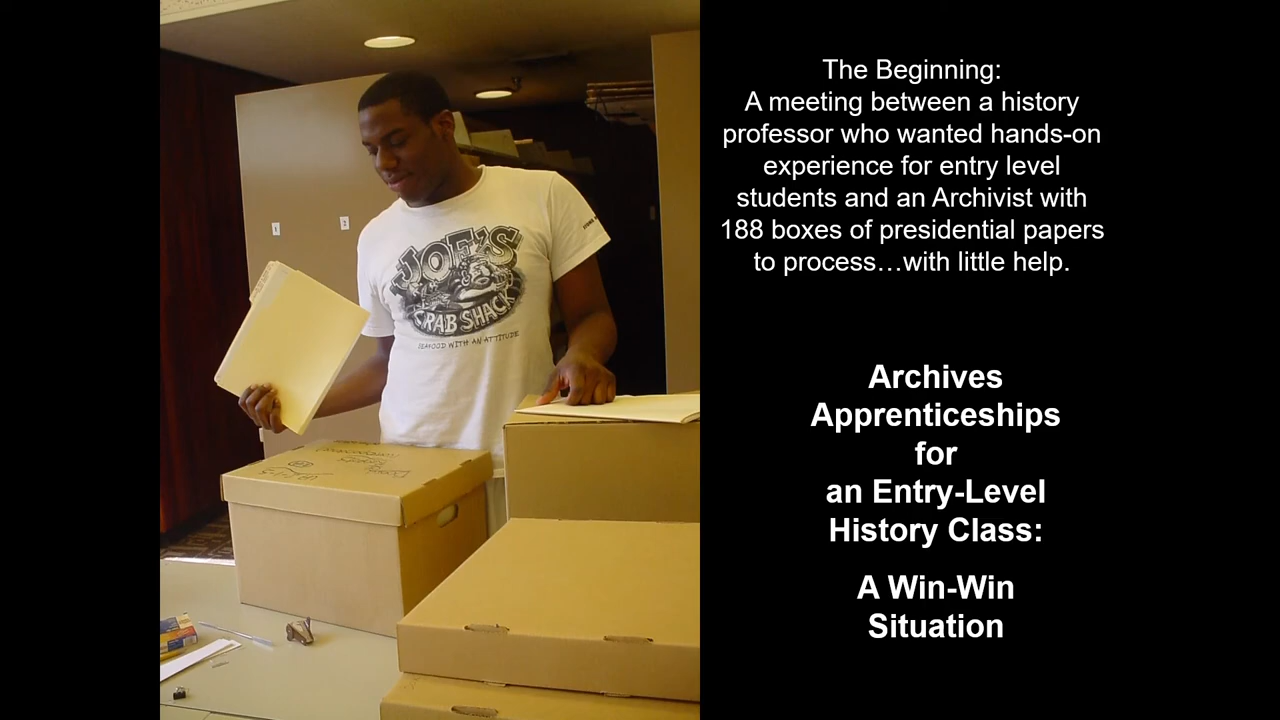 The Beginning:
A meeting between a history
professor who wanted hands-on
experience for entry level
students and an Archivist with
188 boxes of presidential papers
to process…with little help.
Archives
Apprenticeships
for
an Entry-Level
History Class:
A Win-Win
Situation
1
2
JOE'S
CRAB SHACK
SEAFOOD WITH AN ATTITUDE